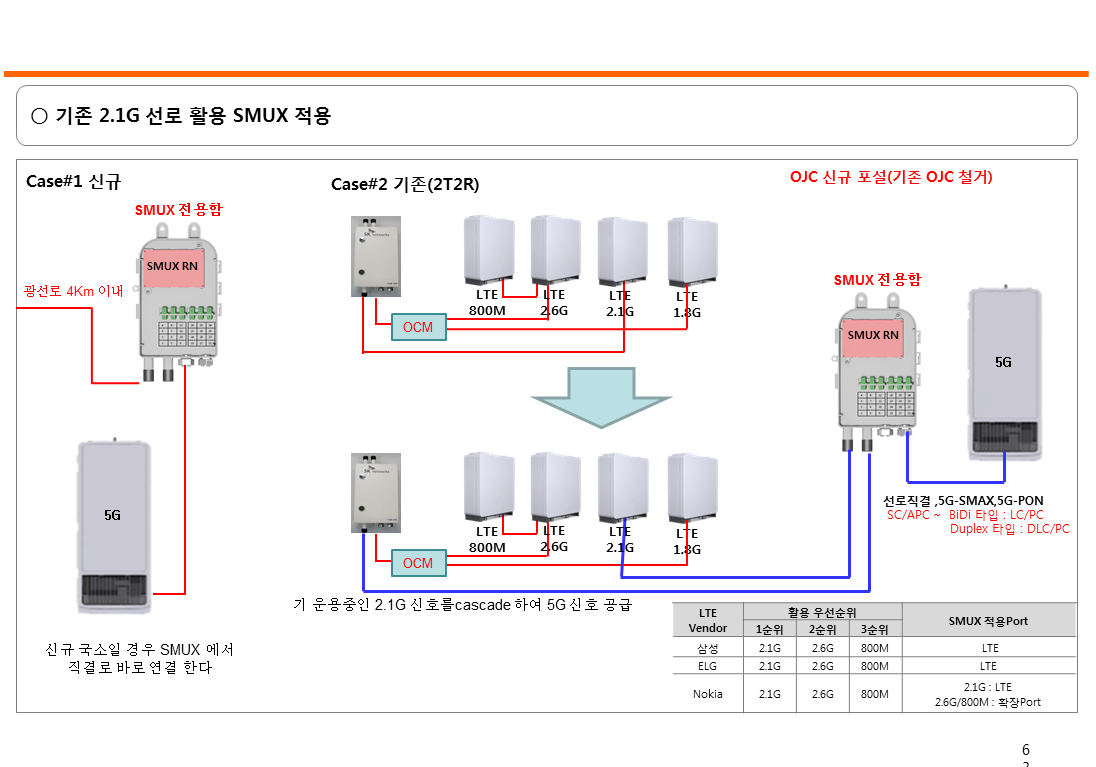 ○ 기존 2.1G 선로 활용 SMUX 적용
Case#1 신규
SMUX 전용함
SMUX RN
광선로 4Km 이내
5G
신규 국소일 경우 SMUX 에서
직결로 바로 연결 한다
Case#2 기존(2T2R)
LTE
800M
LTE
2.6G
LTE
2.1G
LTE
1.8G
OCM
LTE
800M
LTE
2.6G
LTE
2.1G
LTE
1.8G
OCM
기 운용중인 2.1G 신호를cascade 하여 5G 신호 공급
OJC 신규 포설(기존 OJC 철거)
SMUX 전용함
SMUX RN
5G
선로직결 ,5G-SMAX,5G-PON
SC/APC ~ BiDi 타입 : LC/PC
Duplex 타입 : DLC/PC
LTE Vendor 활용 우선순위 SMUX 적용Port
1순위 2순위 3순위
삼성 2.1G 2.6G 800M LTE
ELG 2.1G 2.6G 800M LTE
Nokia 2.1G 2.6G 800M 2.1G : LTE
2.6G/800M : 확장Port
6